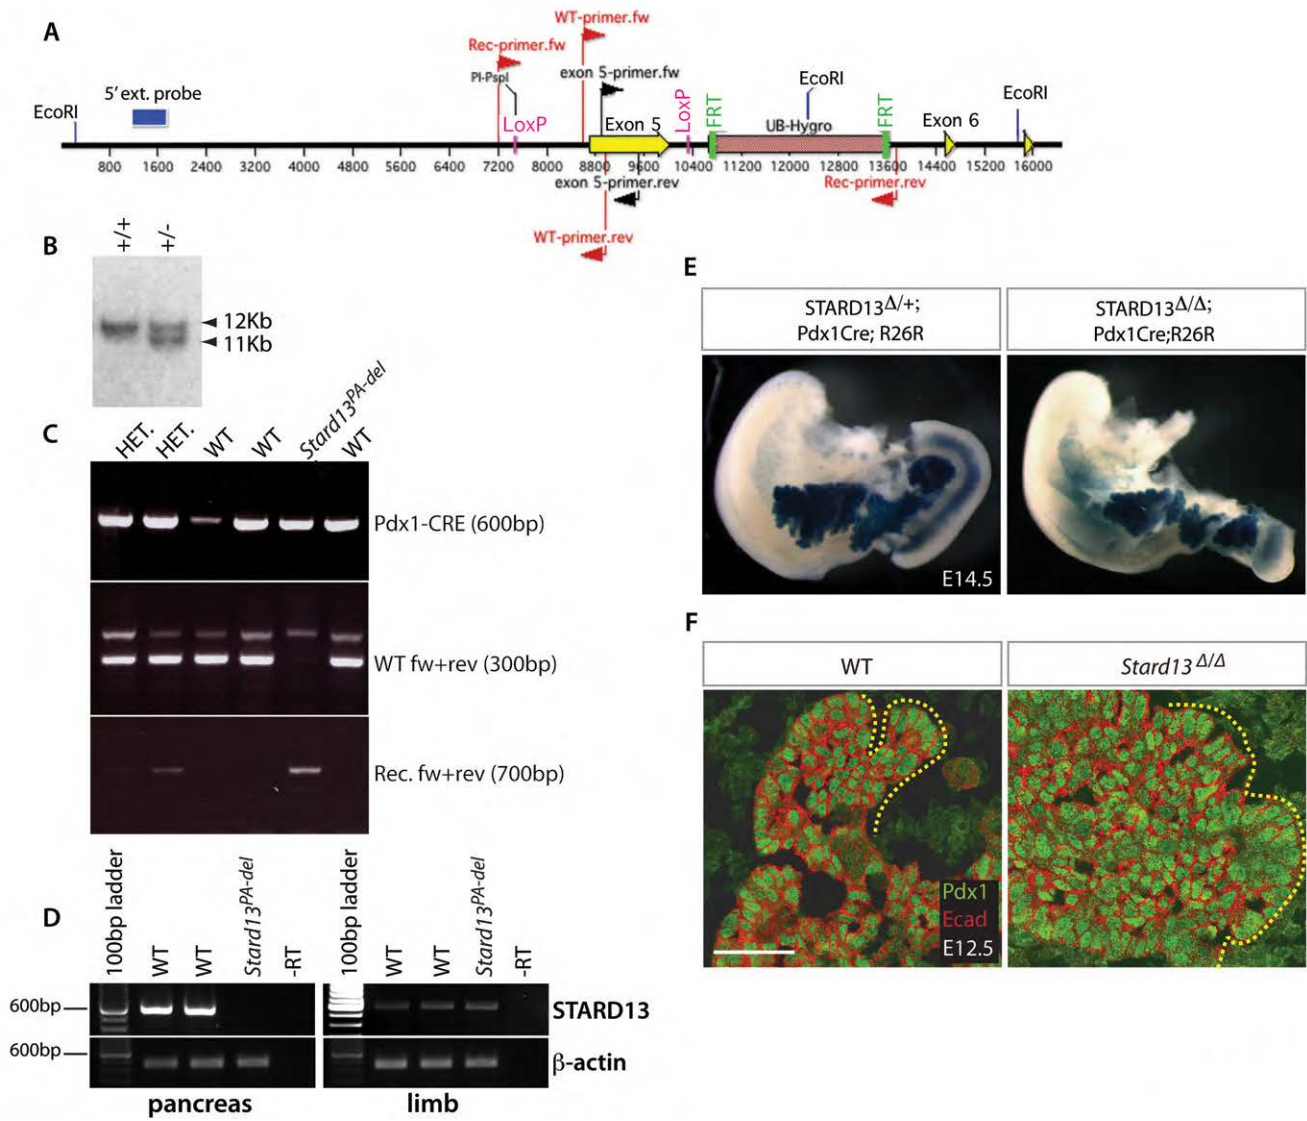 A
WT-primer.fw
Rec-primer.fw
PI-PspI
exon 5-primer.fw
EcoRI
5' ext. probe
LoxP
Exon 5
LoxP
FRT
UB-Hygro
EcoRI
FRT
Exon 6
EcoRI
800 1600 2400 3200 4000 4800 5600 6400 7200 8000 8800 9600 10400 11200 12000 12800 13600 14400 15200 16000
exon 5-primer.rev
Rec-primer.rev
WT-primer.rev
B
+/+ +/-
12Kb
11Kb
C
HET. HET. WT WT Stard13PA-del WT
Pdx1-CRE (600bp)
WT fw+rev (300bp)
Rec. fw+rev (700bp)
D
100bp ladder WT WT Stard13PA-del -RT
100bp ladder WT WT Stard13PA-del -RT
600bp
STARD13
600bp
β-actin
pancreas
limb
E
STARD13Δ/+;
Pdx1Cre; R26R
STARD13Δ/Δ;
Pdx1Cre;R26R
E14.5
F
WT
Stard13 Δ/Δ
Pdx1
Ecad
E12.5